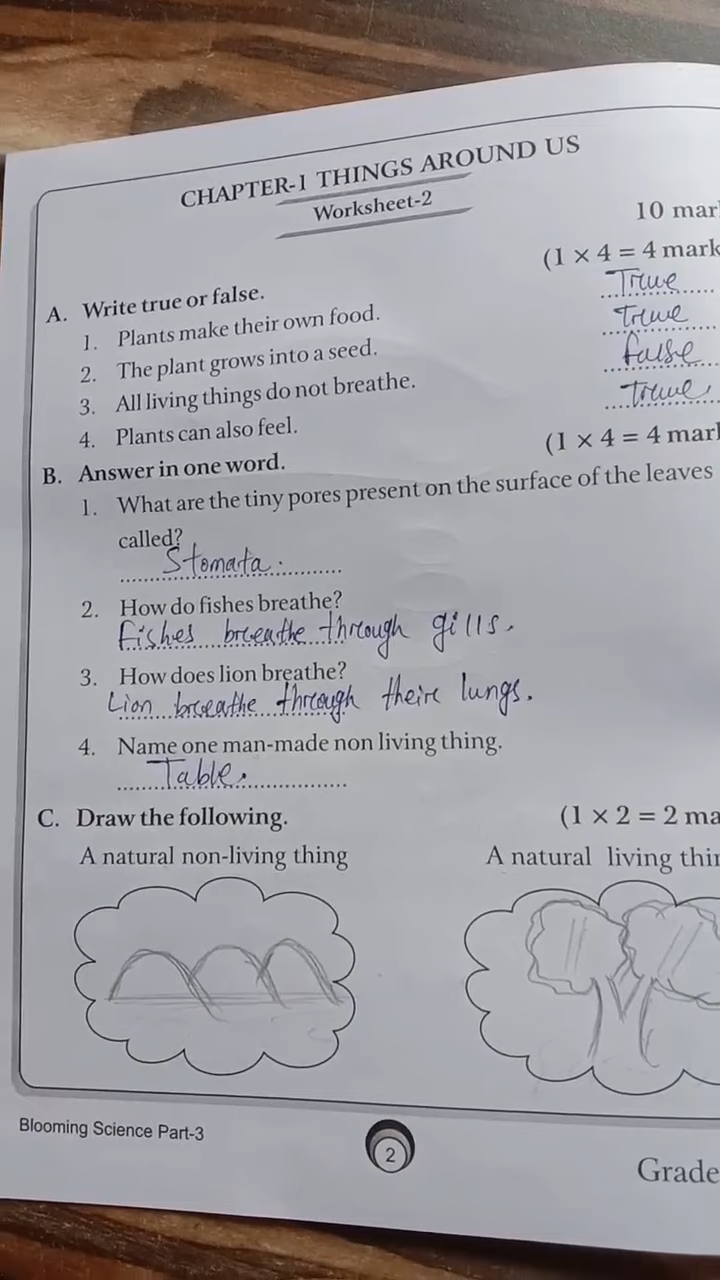 CHAPTER-1 THINGS AROUND US
Worksheet-2
10 mar
(1 × 4 = 4 mark
A. Write true or false.
1. Plants make their own food. True
2. The plant grows into a seed. True
3. All living things do not breathe. false
4. Plants can also feel. True
(1 × 4 = 4 mark
B. Answer in one word.
1. What are the tiny pores present on the surface of the leaves
called?
Stomata.
2. How do fishes breathe?
Fishes breathe through gills.
3. How does lion breathe?
Lion breathe through their lungs.
4. Name one man-made non living thing.
Table.
C. Draw the following. (1 × 2 = 2 ma
A natural non-living thing A natural living thin
Blooming Science Part-3
2
Grade